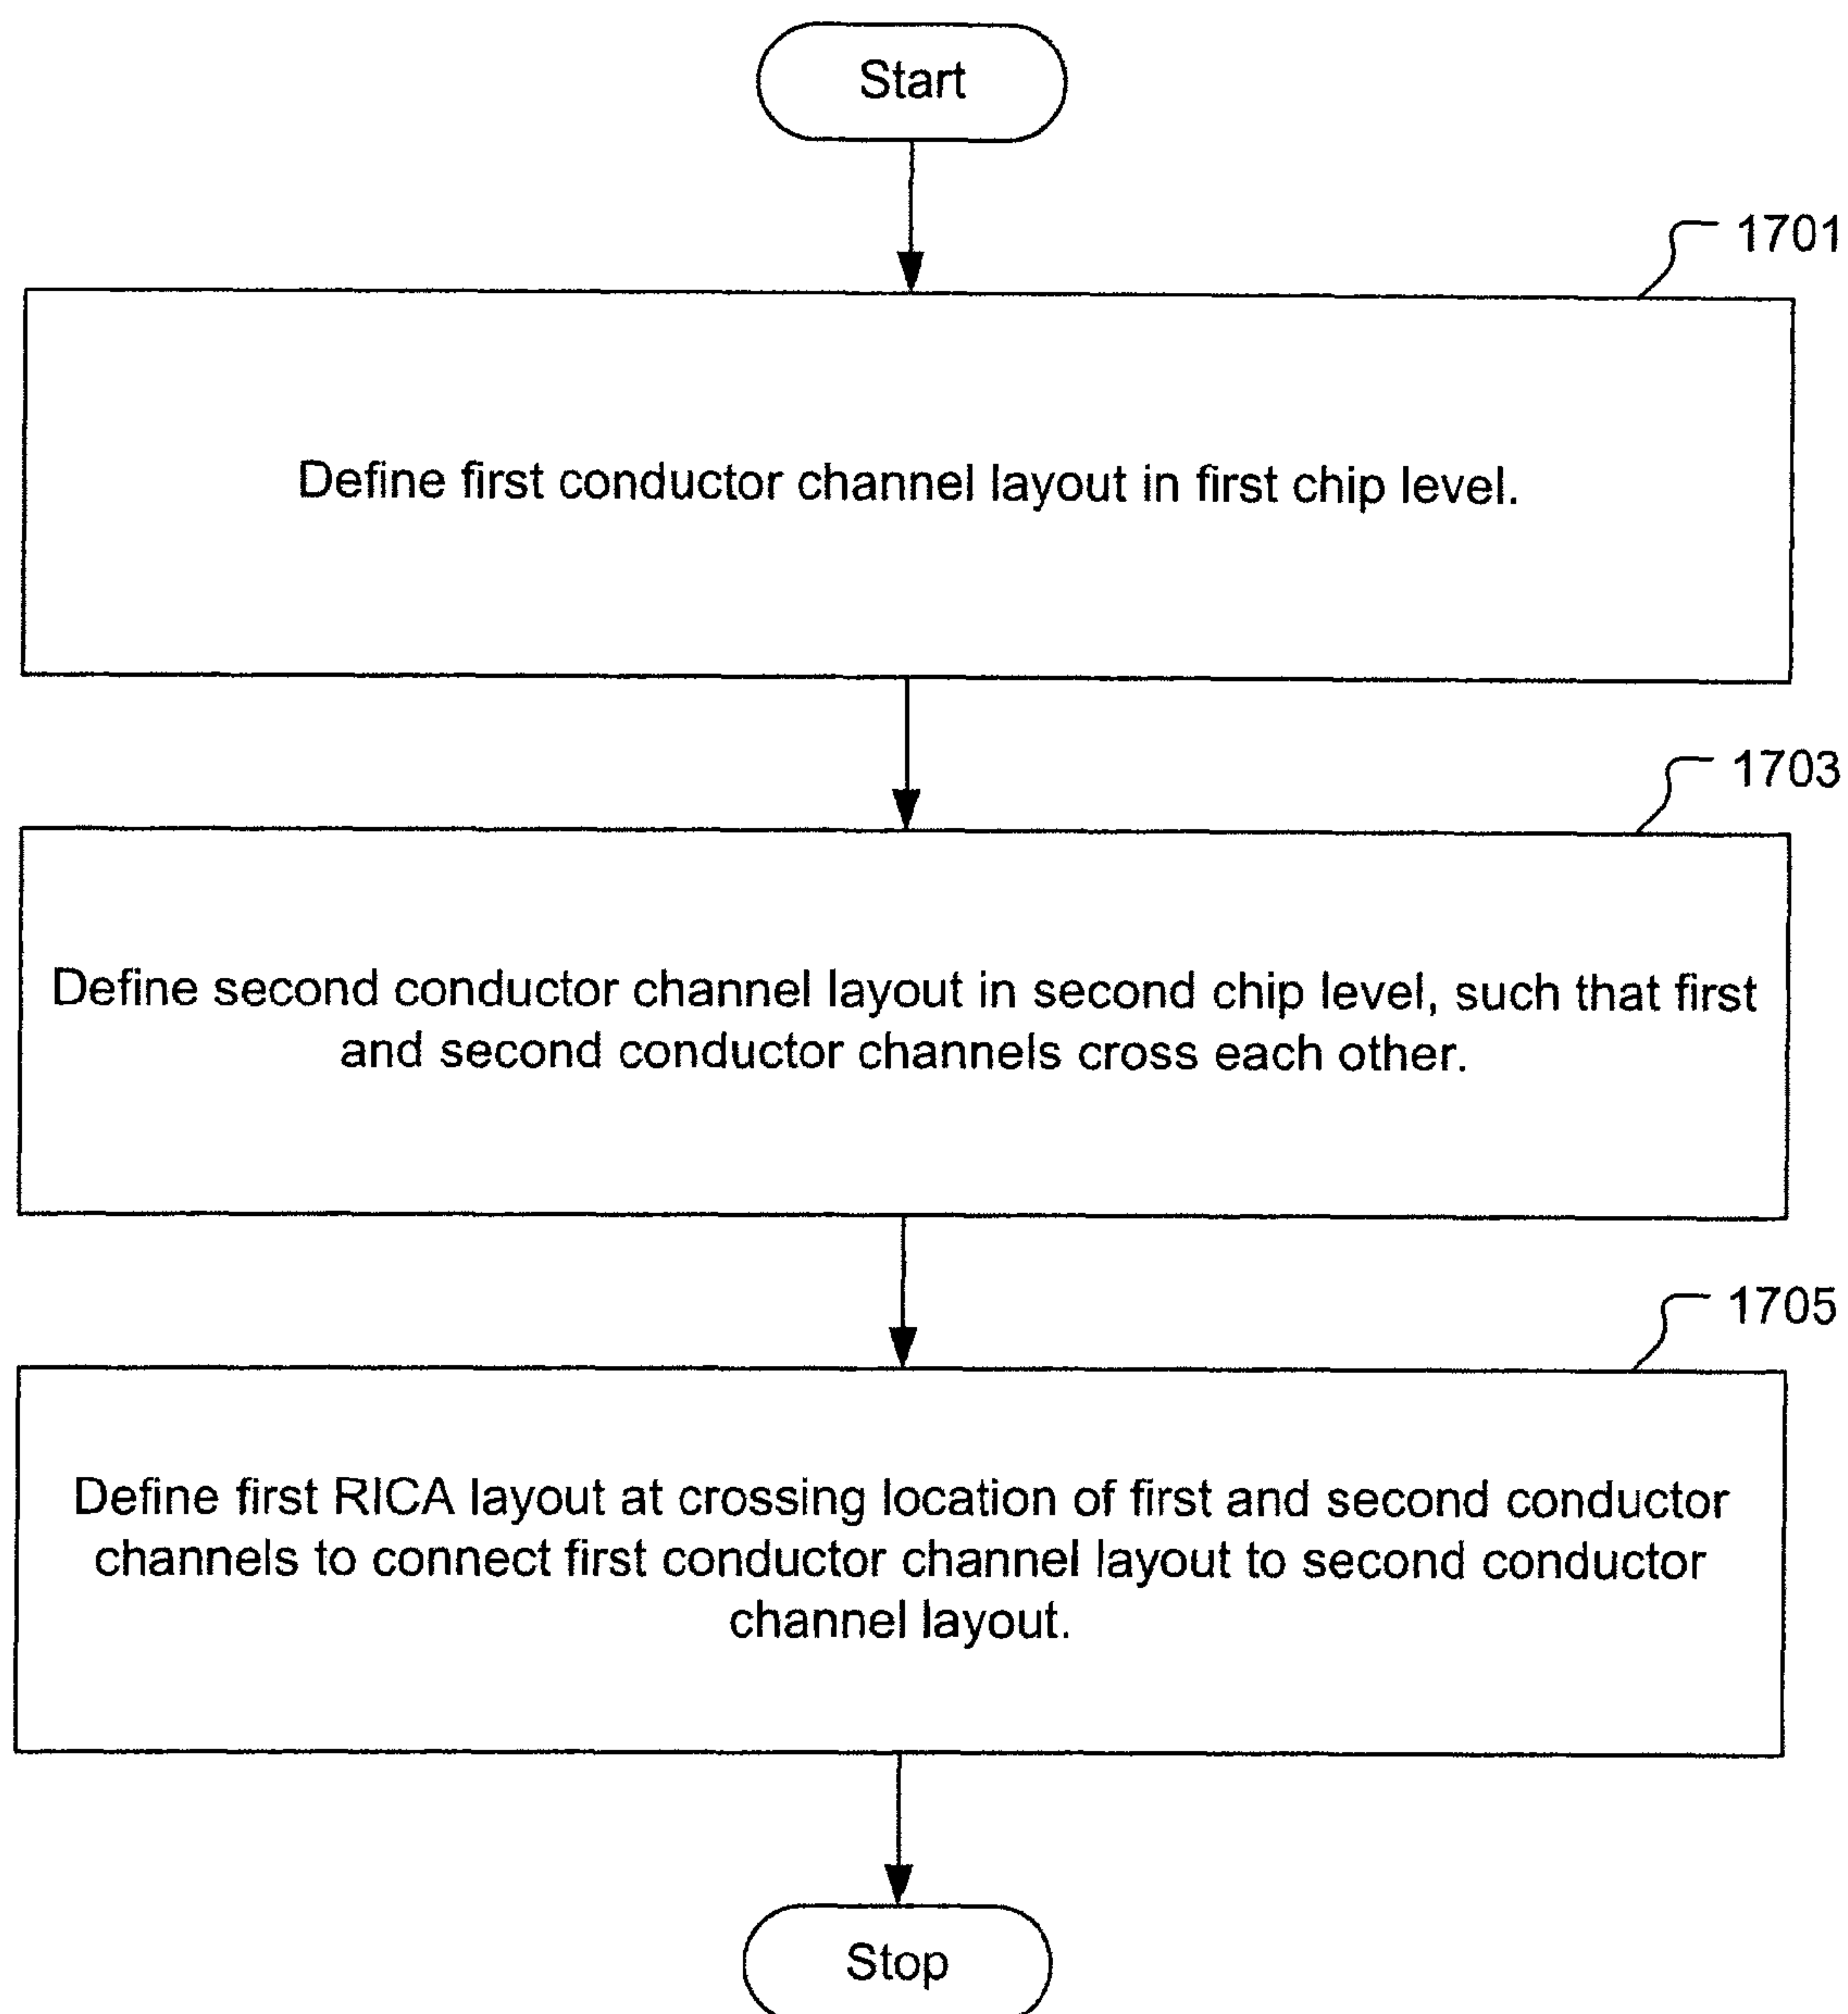 Start
1701
Define first conductor channel layout in first chip level.
1703
Define second conductor channel layout in second chip level, such that first
and second conductor channels cross each other.
1705
Define first RICA layout at crossing location of first and second conductor
channels to connect first conductor channel layout to second conductor
channel layout.
Stop